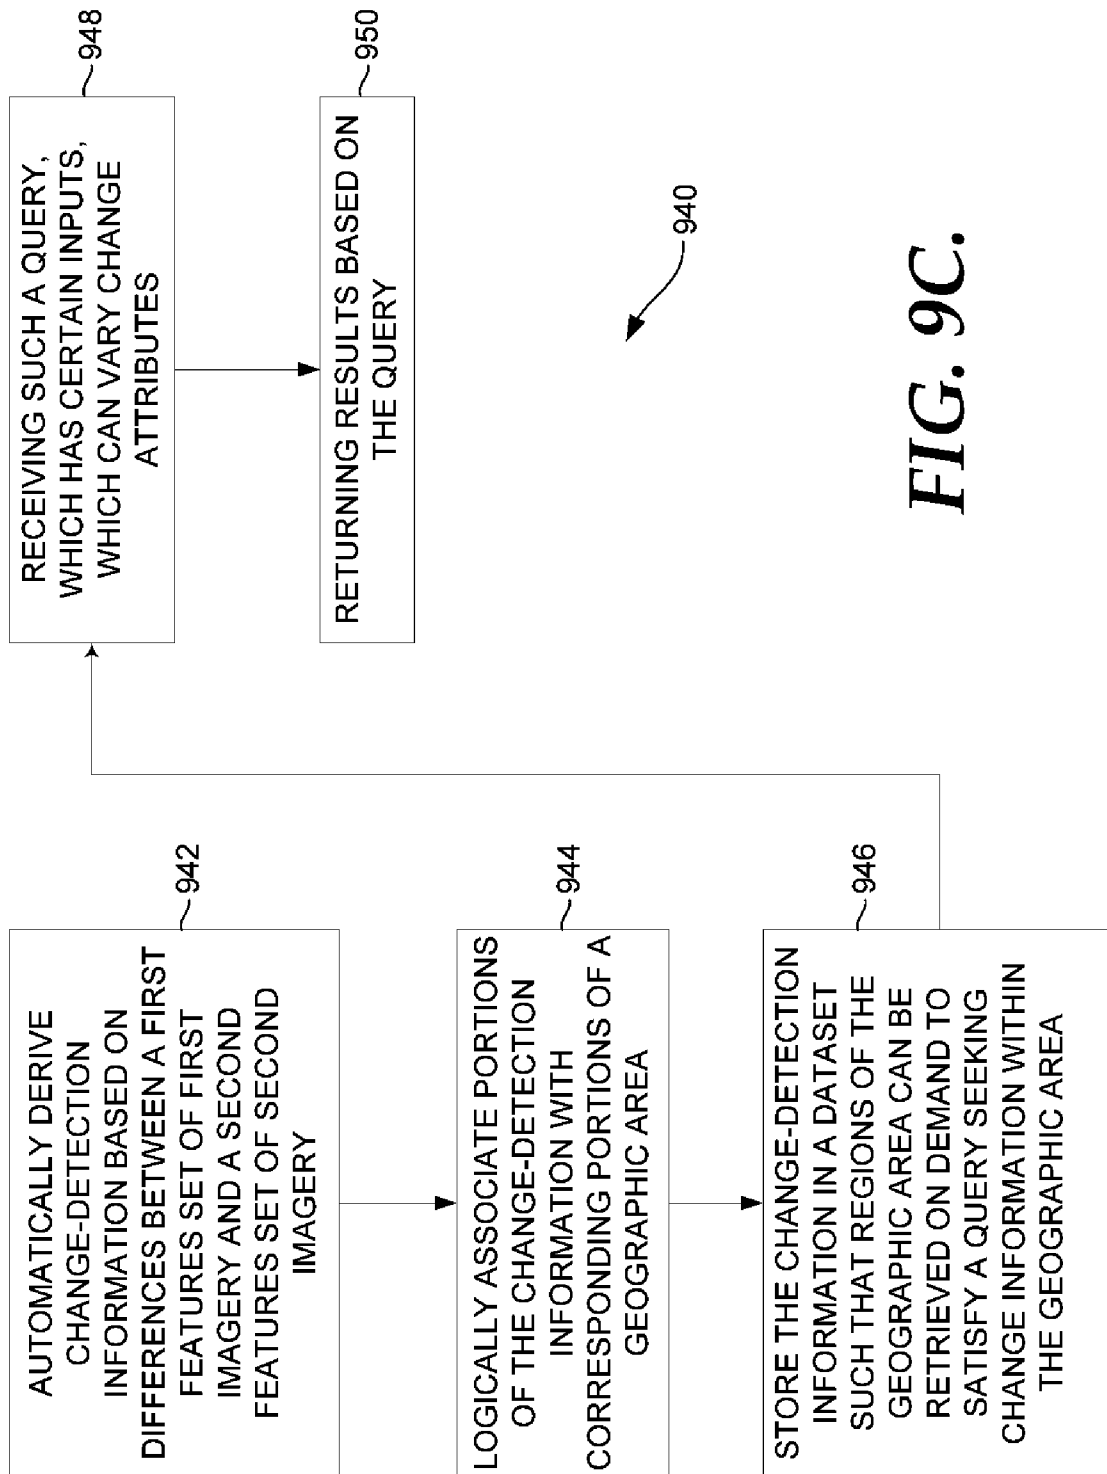 AUTOMATICALLY DERIVE
CHANGE-DETECTION
INFORMATION BASED ON
DIFFERENCES BETWEEN A FIRST
FEATURES SET OF FIRST
IMAGERY AND A SECOND
FEATURES SET OF SECOND
IMAGERY
942
LOGICALLY ASSOCIATE PORTIONS
OF THE CHANGE-DETECTION
INFORMATION WITH
CORRESPONDING PORTIONS OF A
GEOGRAPHIC AREA
944
STORE THE CHANGE-DETECTION
INFORMATION IN A DATASET
SUCH THAT REGIONS OF THE
GEOGRAPHIC AREA CAN BE
RETRIEVED ON DEMAND TO
SATISFY A QUERY SEEKING
CHANGE INFORMATION WITHIN
THE GEOGRAPHIC AREA
946
RECEIVING SUCH A QUERY,
WHICH HAS CERTAIN INPUTS,
WHICH CAN VARY CHANGE
ATTRIBUTES
948
RETURNING RESULTS BASED ON
THE QUERY
950
940
FIG. 9C.